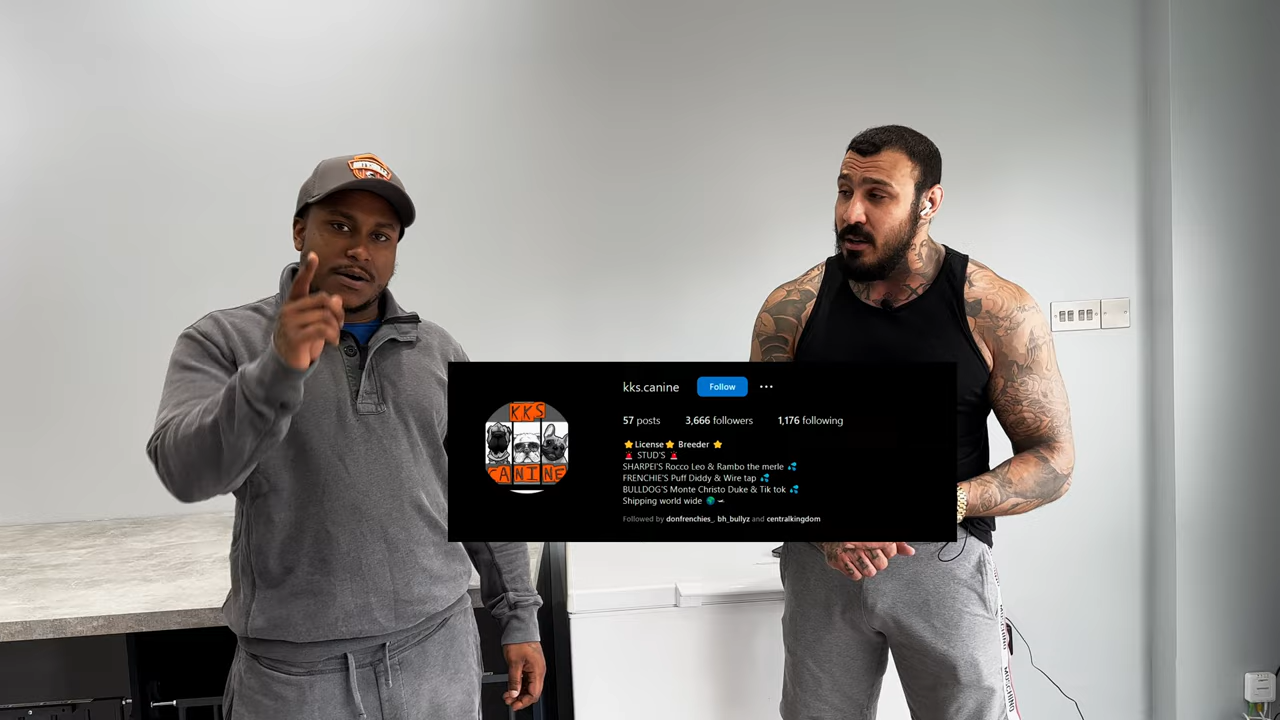 kks.canine Follow •••
57 posts 3,666 followers 1,176 following
⭐License⭐ Breeder ⭐
🚨 STUD'S 🚨
SHARPEI'S Rocco Leo & Rambo the merle 💦
FRENCHIE'S Puff Diddy & Wire tap 💦
BULLDOG'S Monte Christo Duke & Tik tok 💦
Shipping world wide 🌍 🛫
Followed by donfrenchies_, bh_bullyz and centralkingdom
KKS
CANINE
MOSCHINO